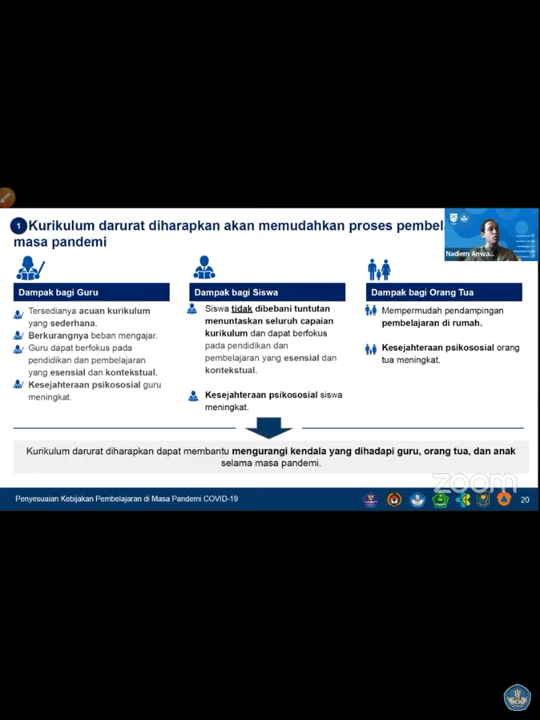 1 Kurikulum darurat diharapkan akan memudahkan proses
masa pandemi
Nadiem Anwa...
Dampak bagi Guru
Tersedianya acuan kurikulum
yang sederhana.
Berkurangnya beban mengajar.
Guru dapat berfokus pada
pendidikan dan pembelajaran
yang esensial dan kontekstual.
Kesejahteraan psikososial guru
meningkat.
Dampak bagi Siswa
Siswa tidak dibebani tuntutan
menuntaskan seluruh capaian
kurikulum dan dapat berfokus
pada pendidikan dan
pembelajaran yang esensial dan
kontekstual.
Kesejahteraan psikososial siswa
meningkat.
Dampak bagi Orang Tua
Mempermudah pendampingan
pembelajaran di rumah.
Kesejahteraan psikososial orang
tua meningkat.
Kurikulum darurat diharapkan dapat membantu mengurangi kendala yang dihadapi guru, orang tua, dan anak
selama masa pandemi.
zoom
Penyesuaian Kebijakan Pembelajaran di Masa Pandemi COVID-19
20